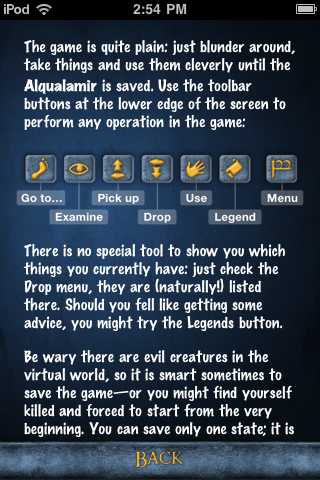 iPod 2:54 PM
The game is quite plain: just blunder around,
take things and use them cleverly until the
Alqualamir is saved. Use the toolbar
buttons at the lower edge of the screen to
perform any operation in the game:
Go to... Pick up Use Menu
Examine Drop Legend
There is no special tool to show you which
things you currently have: just check the
Drop menu, they are (naturally!) listed
there. Should you fell like getting some
advice, you might try the Legends button.
Be wary there are evil creatures in the
virtual world, so it is smart sometimes to
save the game—or you might find yourself
killed and forced to start from the very
beginning. You can save only one state; it is
BACK